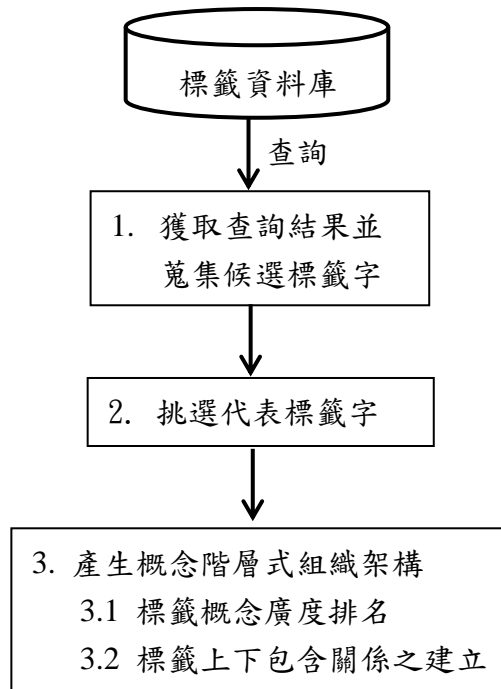 標籤資料庫
查詢
1. 獲取查詢結果並
蒐集候選標籤字
2. 挑選代表標籤字
3. 產生概念階層式組織架構
3.1 標籤概念廣度排名
3.2 標籤上下包含關係之建立